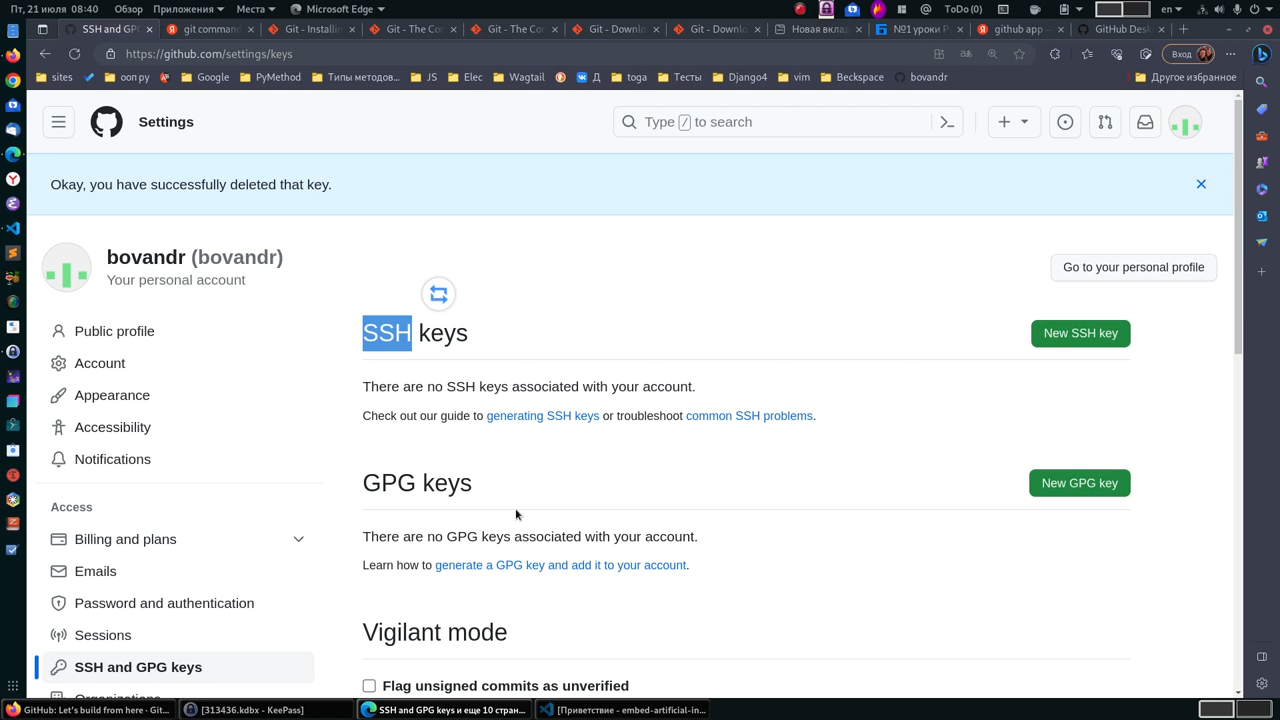 Пт, 21 июля 08:40 Обзор Приложения Места Microsoft Edge ToDo(0) en
SSH and GP git command Git - Installin Git - The Co Git - The Co Git - Downlo Git - Downlo Новая вклад №1 уроки Р github app – GitHub Desk
https://github.com/settings/keys Вход
sites ооп ру Google PyMethod Типы методов... JS Elec Wagtail Д toga Тесты Django4 vim Beckspace bovandr Другое избранное
Settings Type / to search
Okay, you have successfully deleted that key.
bovandr (bovandr)
Your personal account
Go to your personal profile
Public profile
Account
Appearance
Accessibility
Notifications
Access
Billing and plans
Emails
Password and authentication
Sessions
SSH and GPG keys
Organizations
SSH keys
New SSH key
There are no SSH keys associated with your account.
Check out our guide to generating SSH keys or troubleshoot common SSH problems.
GPG keys
New GPG key
There are no GPG keys associated with your account.
Learn how to generate a GPG key and add it to your account.
Vigilant mode
Flag unsigned commits as unverified
GitHub: Let's build from here · Git... [313436.kdbx - KeePass] SSH and GPG keys и еще 10 стран... [Приветствие - embed-artificial-in...